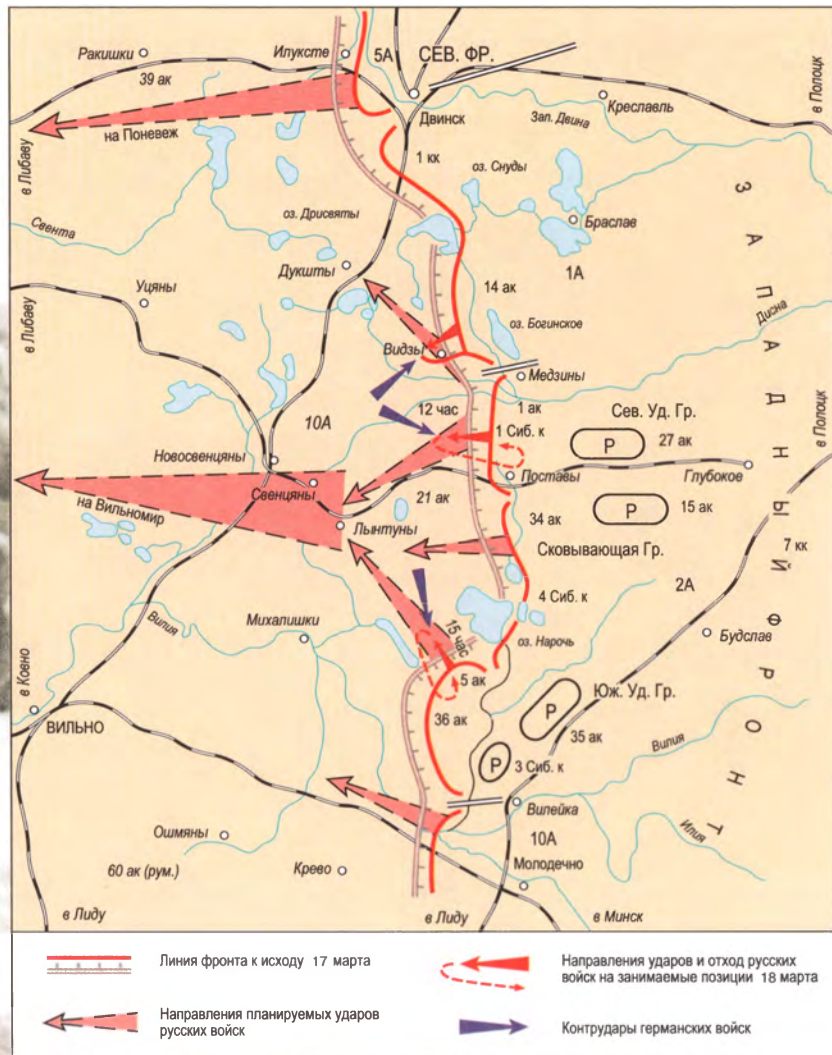 Ракишки
Илуксте
5А
СЕВ. ФР.
39 ак
Креславль
в Полоцк
на Поневеж
Двинск
Зап. Двина
1 кк
в Либаву
оз. Снуды
Свента
оз. Дрисвяты
Браслав
ЗАПАДНЫЙ ФРОНТ
Дукшты
1А
14 ак
Уцяны
оз. Богинское
Дисна
в Либаву
Видзы
Медзины
12 час
1 ак
Сев. Уд. Гр.
в Полоцк
10А
1 Сиб. к
Р
27 ак
Новосвенцяны
Поставы
Глубокое
Свенцяны
21 ак
на Вильномир
Р
15 ак
Лынтуны
34 ак
Сковывающая Гр.
7 кк
4 Сиб. к
2А
Вилия
Михалишки
15 час
оз. Нарочь
Будслав
в Ковно
5 ак
Юж. Уд. Гр.
Р
ВИЛЬНО
36 ак
35 ак
Вилия
Р
3 Сиб. к
Вилейка
Ошмяны
10А
Илия
60 ак (рум.)
Крево
Молодечно
в Лиду
в Лиду
в Минск
Линия фронта к исходу 17 марта
Направления планируемых ударов
русских войск
Направления ударов и отход русских
войск на занимаемые позиции 18 марта
Контрудары германских войск